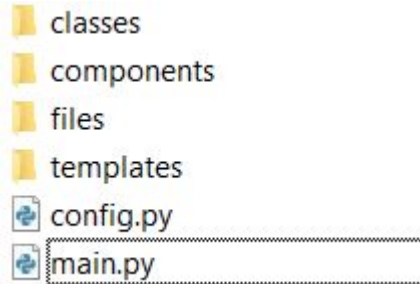 classes
components
files
templates
config.py
main.py